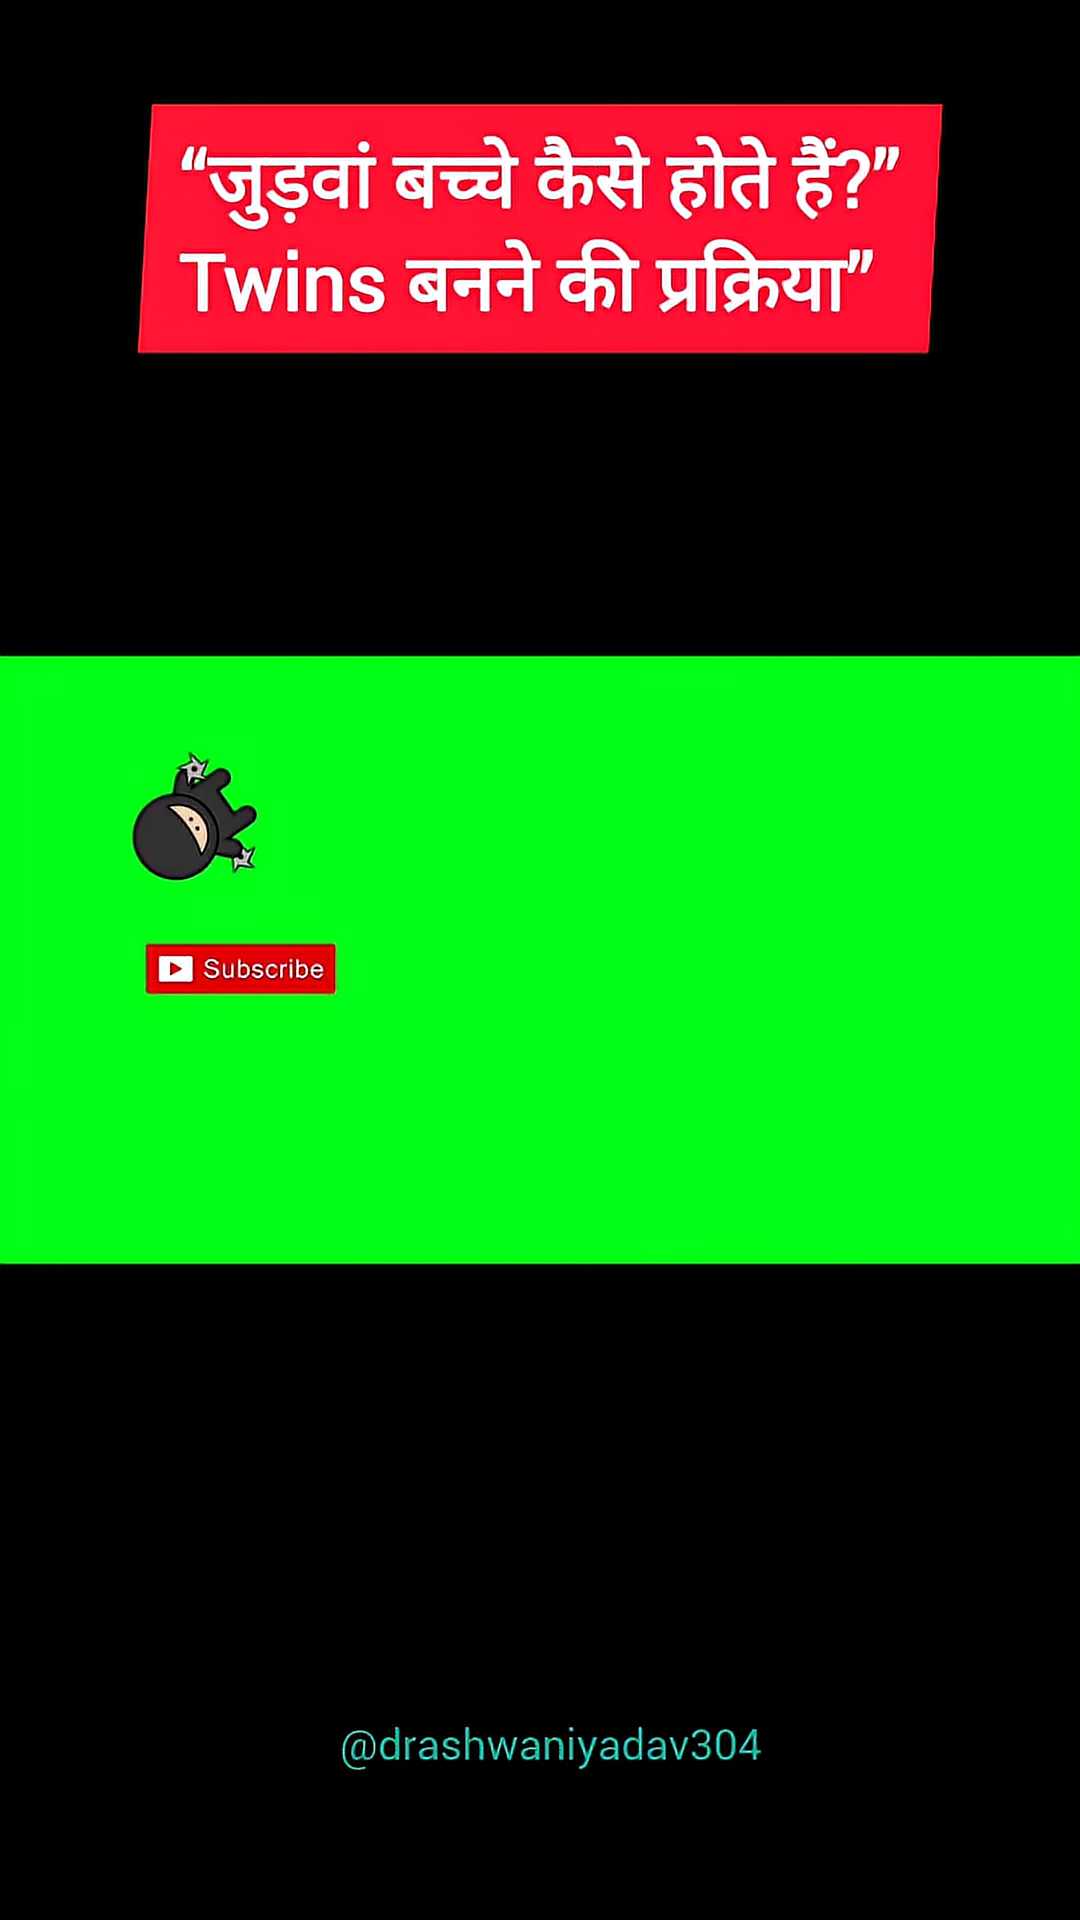 “जुड़वां बच्चे कैसे होते हैं?”
Twins बनने की प्रक्रिया”
Subscribe
@drashwaniyadav304